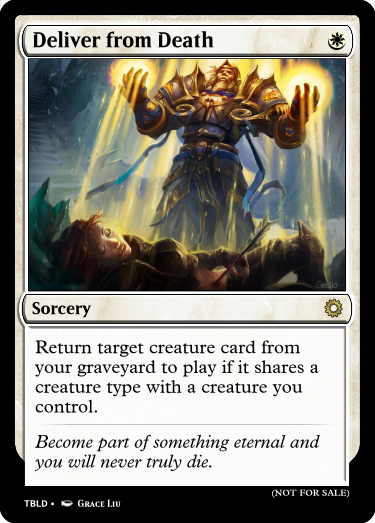 Deliver from Death
Sorcery
Return target creature card from
your graveyard to play if it shares a
creature type with a creature you
control.
Become part of something eternal and
you will never truly die.
(NOT FOR SALE)
TBLD • Grace Liu